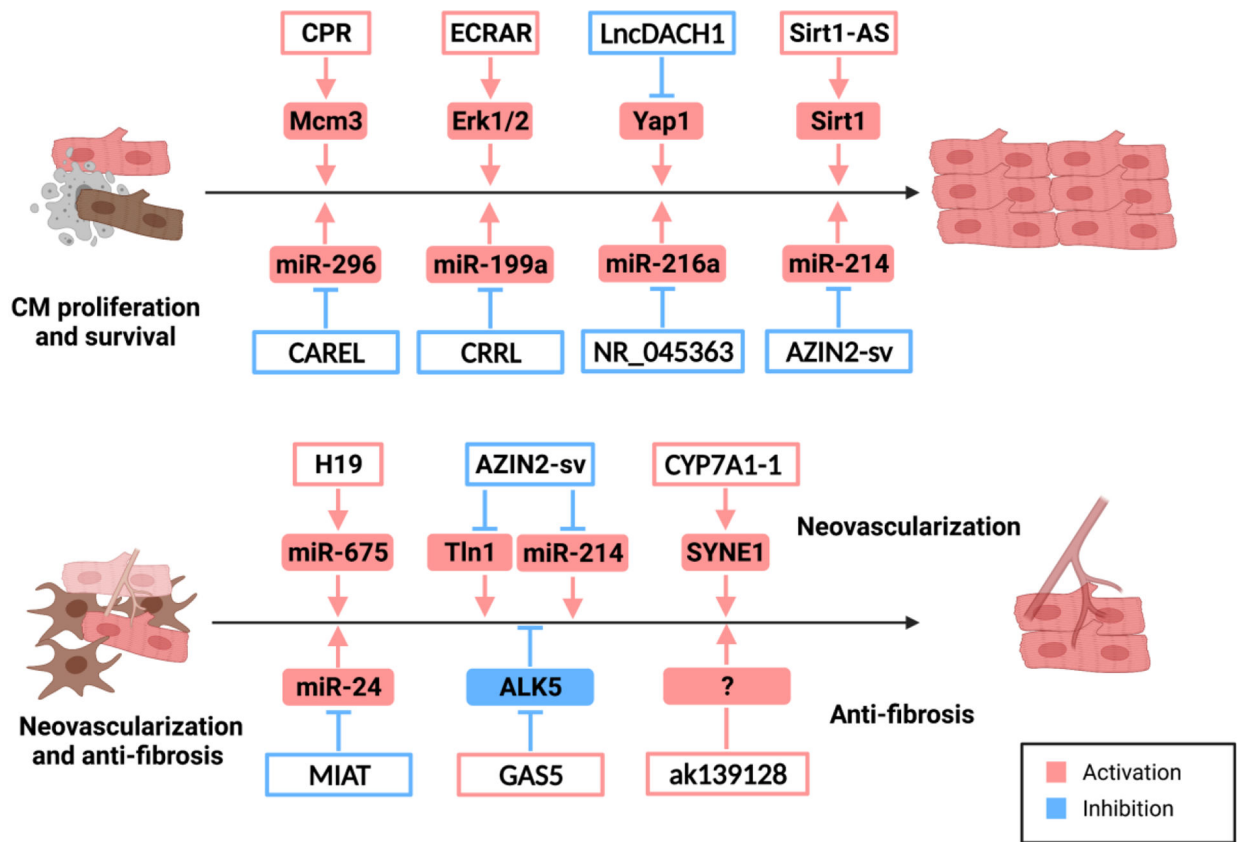 CPR
ECRAR
LncDACH1
Sirt1-AS
Mcm3
Erk1/2
Yap1
Sirt1
miR-296
miR-199a
miR-216a
miR-214
CM proliferation
and survival
CAREL
CRRL
NR_045363
AZIN2-sv
H19
AZIN2-sv
CYP7A1-1
Neovascularization
miR-675
Tln1
miR-214
SYNE1
miR-24
ALK5
?
Anti-fibrosis
Neovascularization
and anti-fibrosis
MIAT
GAS5
ak139128
Activation
Inhibition